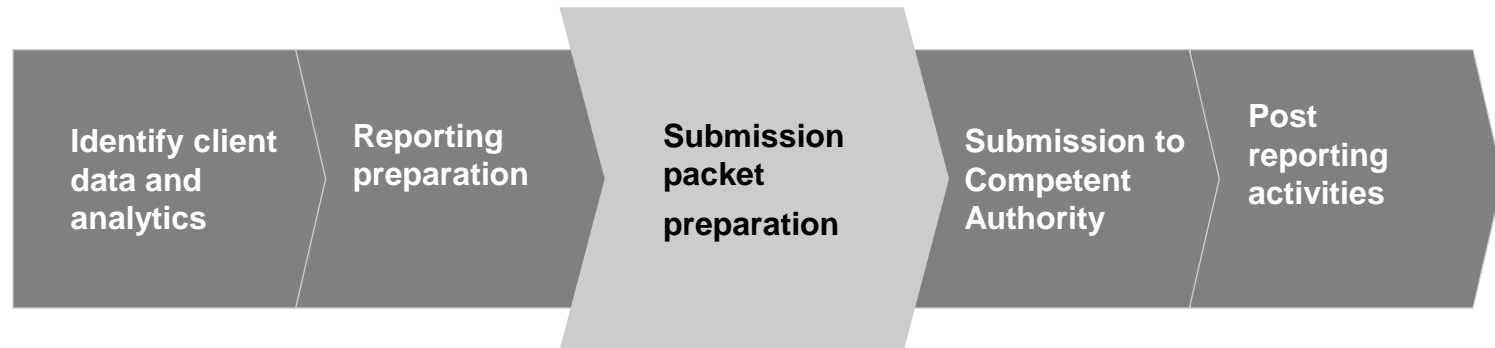 Identify client
data and
analytics
Reporting
preparation
Submission
packet
preparation
Submission to
Competent
Authority
Post
reporting
activities